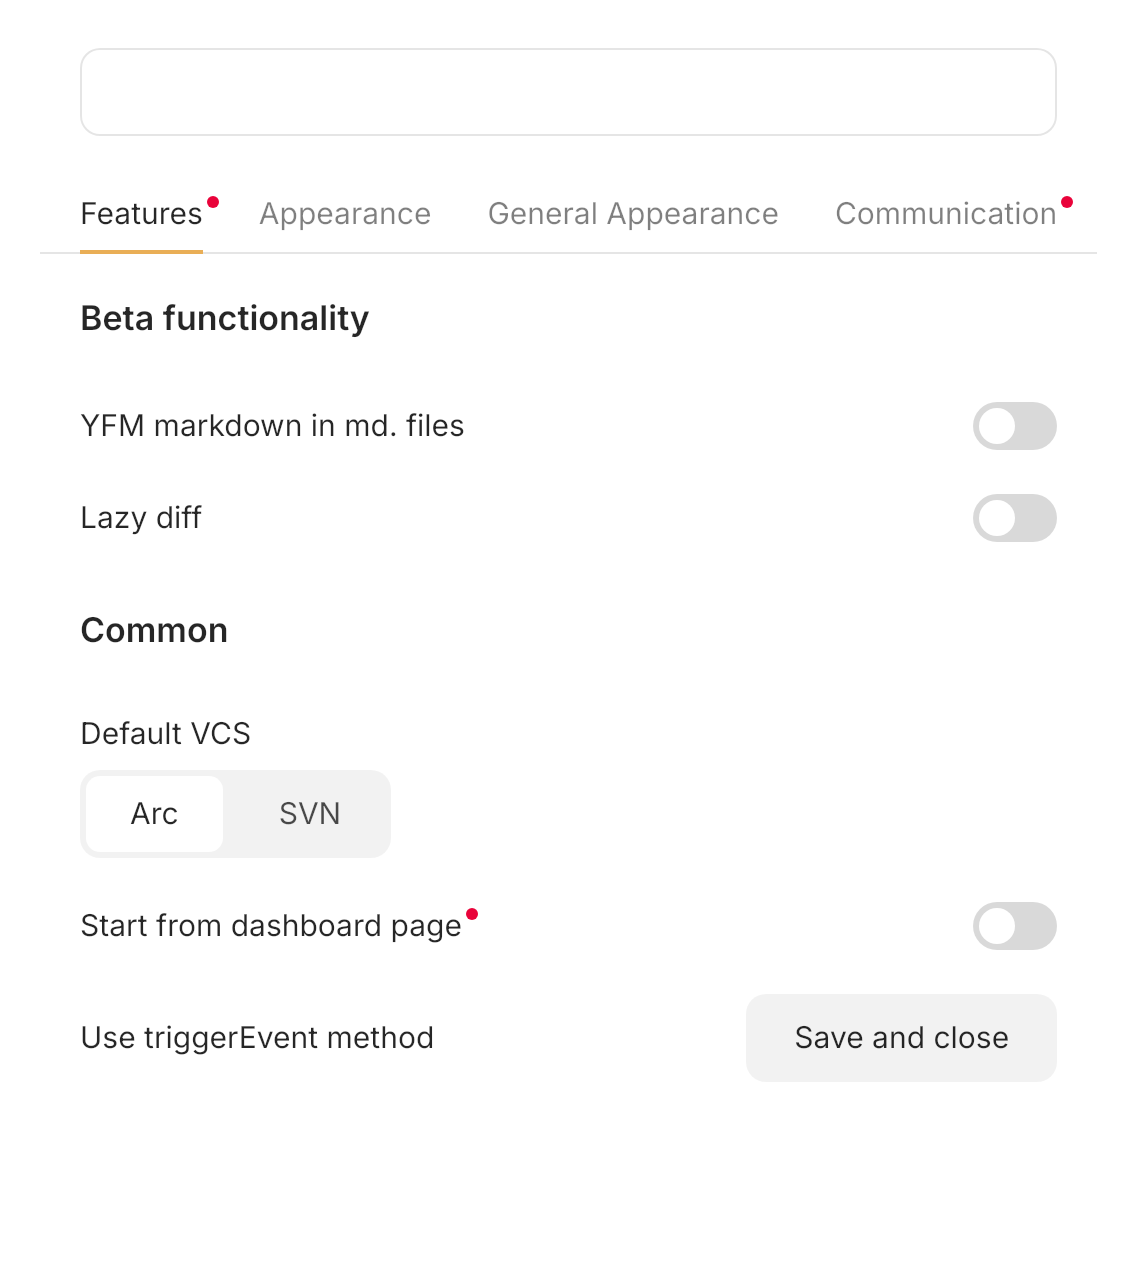 Features Appearance General Appearance Communication
Beta functionality
YFM markdown in md. files
Lazy diff
Common
Default VCS
Arc SVN
Start from dashboard page
Use triggerEvent method Save and close